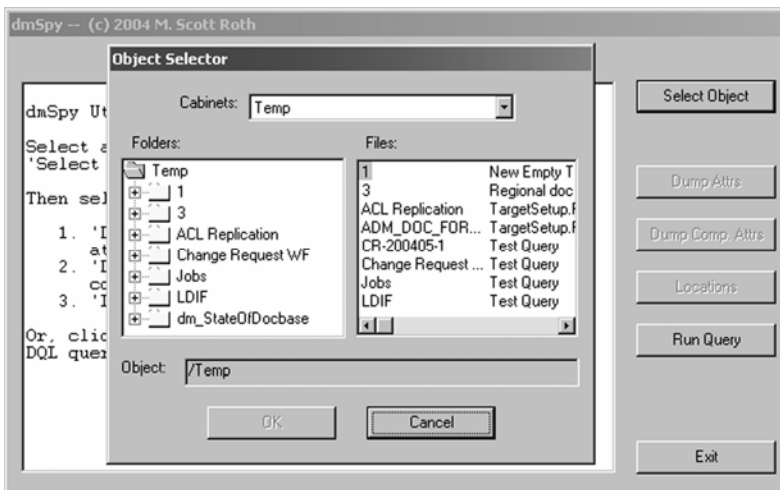 dmSpy -- (c) 2004 M. Scott Roth
Object Selector
Cabinets: Temp
Folders:
Temp
1
3
ACL Replication
Change Request WF
Jobs
LDIF
dm_StateOfDocbase
Files:
1 New Empty T
3 Regional doc
ACL Replication TargetSetup.F
ADM_DOC_FOR... TargetSetup.F
CR-200405-1 Test Query
Change Request ... Test Query
Jobs Test Query
LDIF Test Query
Object: /Temp
OK
Cancel
dmSpy Ut
Select a
'Select
Then sel
1. 'D
at
2. 'D
co
3. 'I
Or, clic
DQL quer
Select Object
Dump Attrs
Dump Comp. Attrs
Locations
Run Query
Exit